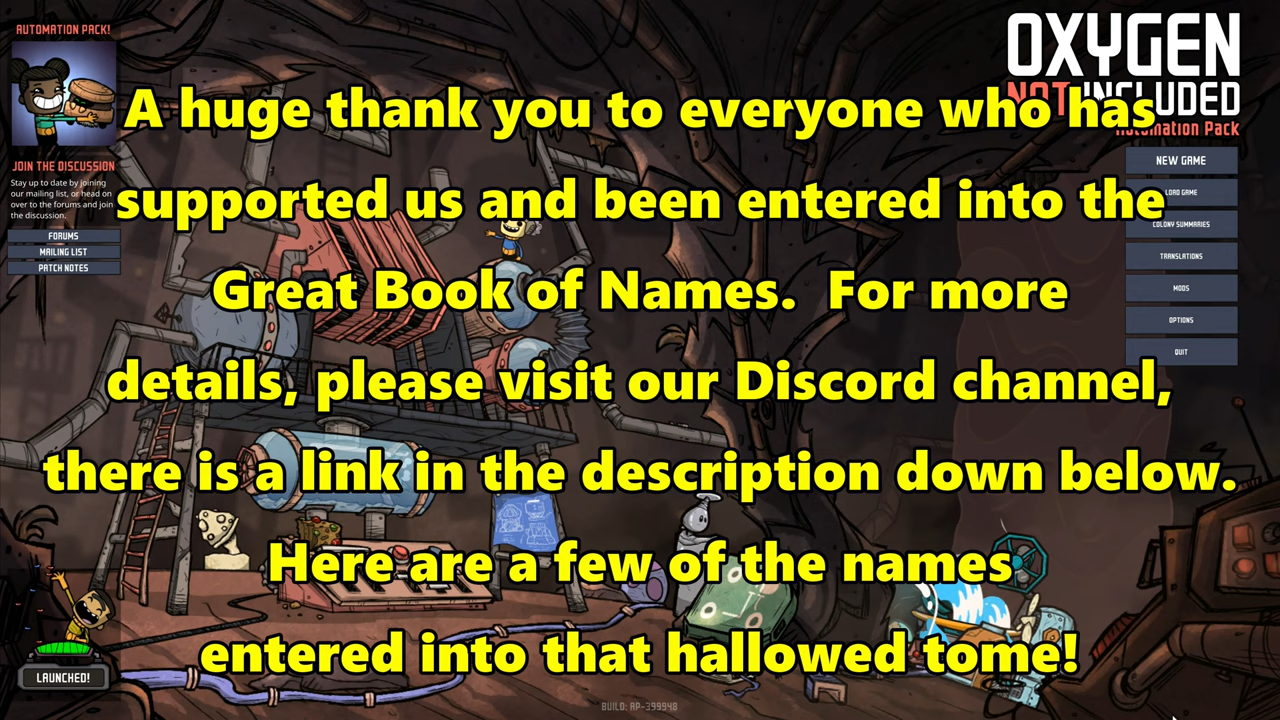 AUTOMATION PACK!
JOIN THE DISCUSSION
Stay up to date by joining
our mailing list, or head on
over to the forums and join
the discussion.
FORUMS
MAILING LIST
PATCH NOTES
OXYGEN
NOT INCLUDED
Automation Pack
NEW GAME
LOAD GAME
COLONY SUMMARIES
TRANSLATIONS
MODS
OPTIONS
QUIT
A huge thank you to everyone who has
supported us and been entered into the
Great Book of Names. For more
details, please visit our Discord channel,
there is a link in the description down below.
Here are a few of the names
entered into that hallowed tome!
LAUNCHED!
BUILD: AP-399948